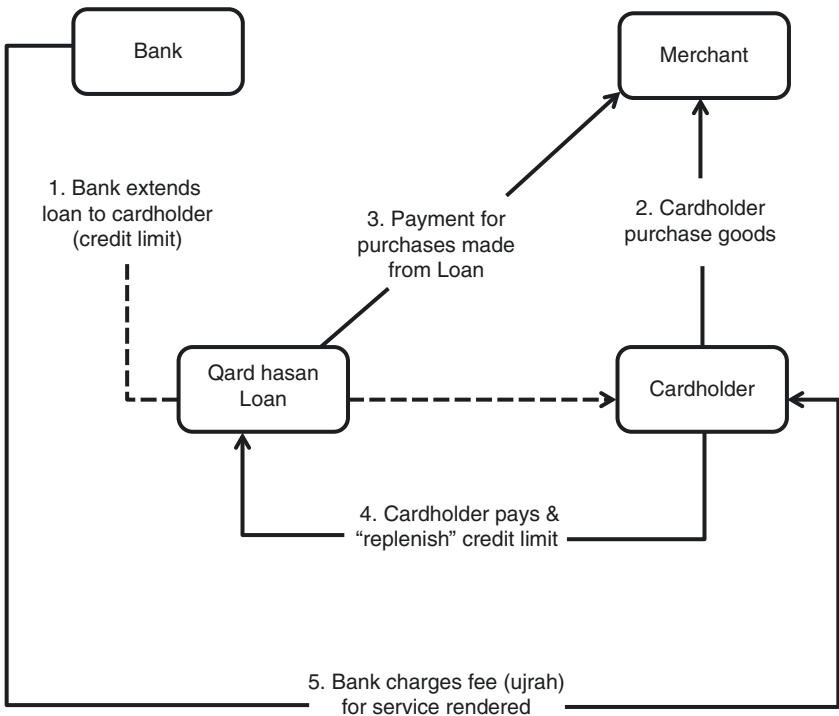 Bank
Merchant
1. Bank extends
loan to cardholder
(credit limit)
3. Payment for
purchases made
from Loan
2. Cardholder
purchase goods
Qard hasan
Loan
Cardholder
4. Cardholder pays &
“replenish” credit limit
5. Bank charges fee (ujrah)
for service rendered